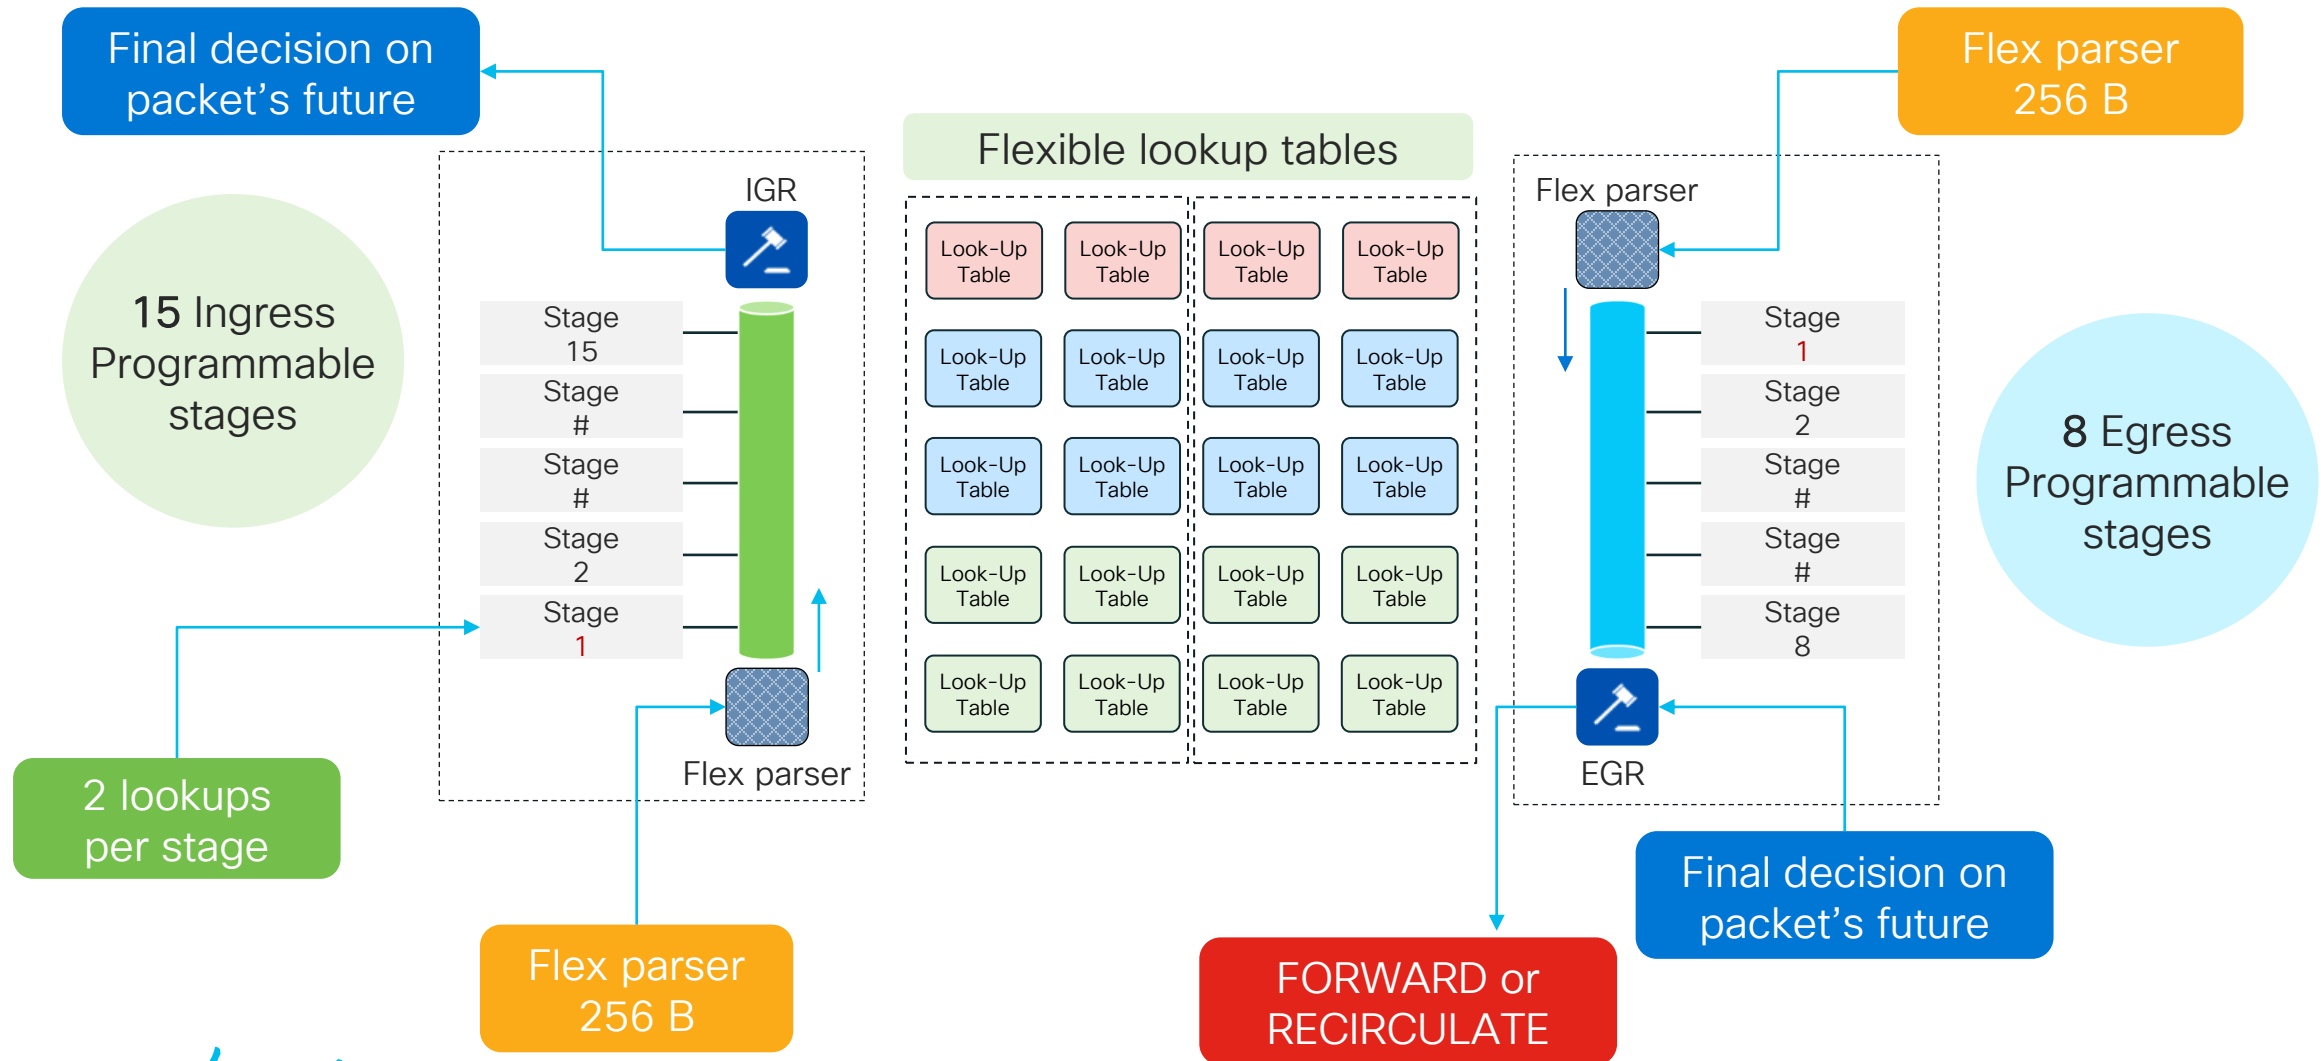 Final decision on
packet's future
Flex parser
256 B
Flexible lookup tables
IGR
Flex parser
15 Ingress
Programmable
stages
Stage
15
Stage
#
Stage
#
Stage
2
Stage
1
Look-Up
Table
Look-Up
Table
Look-Up
Table
Look-Up
Table
Look-Up
Table
Look-Up
Table
Look-Up
Table
Look-Up
Table
Look-Up
Table
Look-Up
Table
Look-Up
Table
Look-Up
Table
Look-Up
Table
Look-Up
Table
Look-Up
Table
Look-Up
Table
Look-Up
Table
Look-Up
Table
Look-Up
Table
Look-Up
Table
Stage
1
Stage
2
Stage
#
Stage
#
Stage
8
8 Egress
Programmable
stages
Flex parser
EGR
2 lookups
per stage
Flex parser
256 B
Final decision on
packet's future
FORWARD or
RECIRCULATE